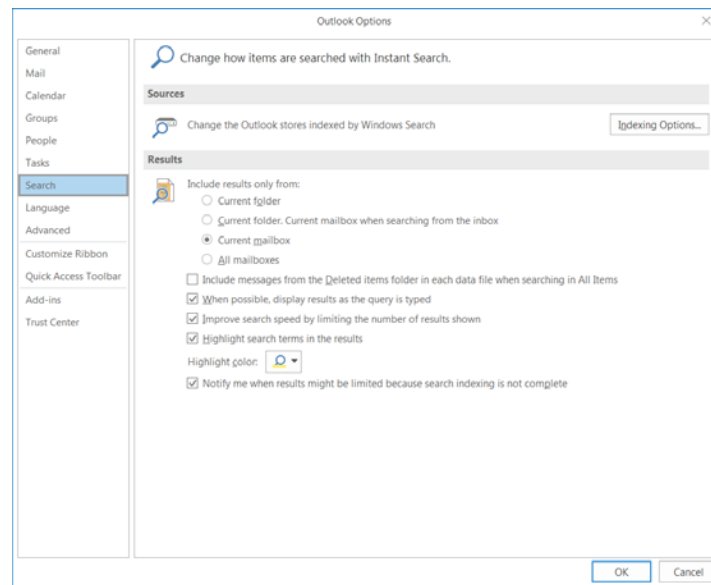 Outlook Options
General
Mail
Calendar
Groups
People
Tasks
Search
Language
Advanced
Customize Ribbon
Quick Access Toolbar
Add-ins
Trust Center
Change how items are searched with Instant Search.
Sources
Change the Outlook stores indexed by Windows Search
Indexing Options...
Results
Include results only from:
Current folder
Current folder. Current mailbox when searching from the inbox
Current mailbox
All mailboxes
Include messages from the Deleted items folder in each data file when searching in All Items
When possible, display results as the query is typed
Improve search speed by limiting the number of results shown
Highlight search terms in the results
Highlight color:
Notify me when results might be limited because search indexing is not complete
OK
Cancel